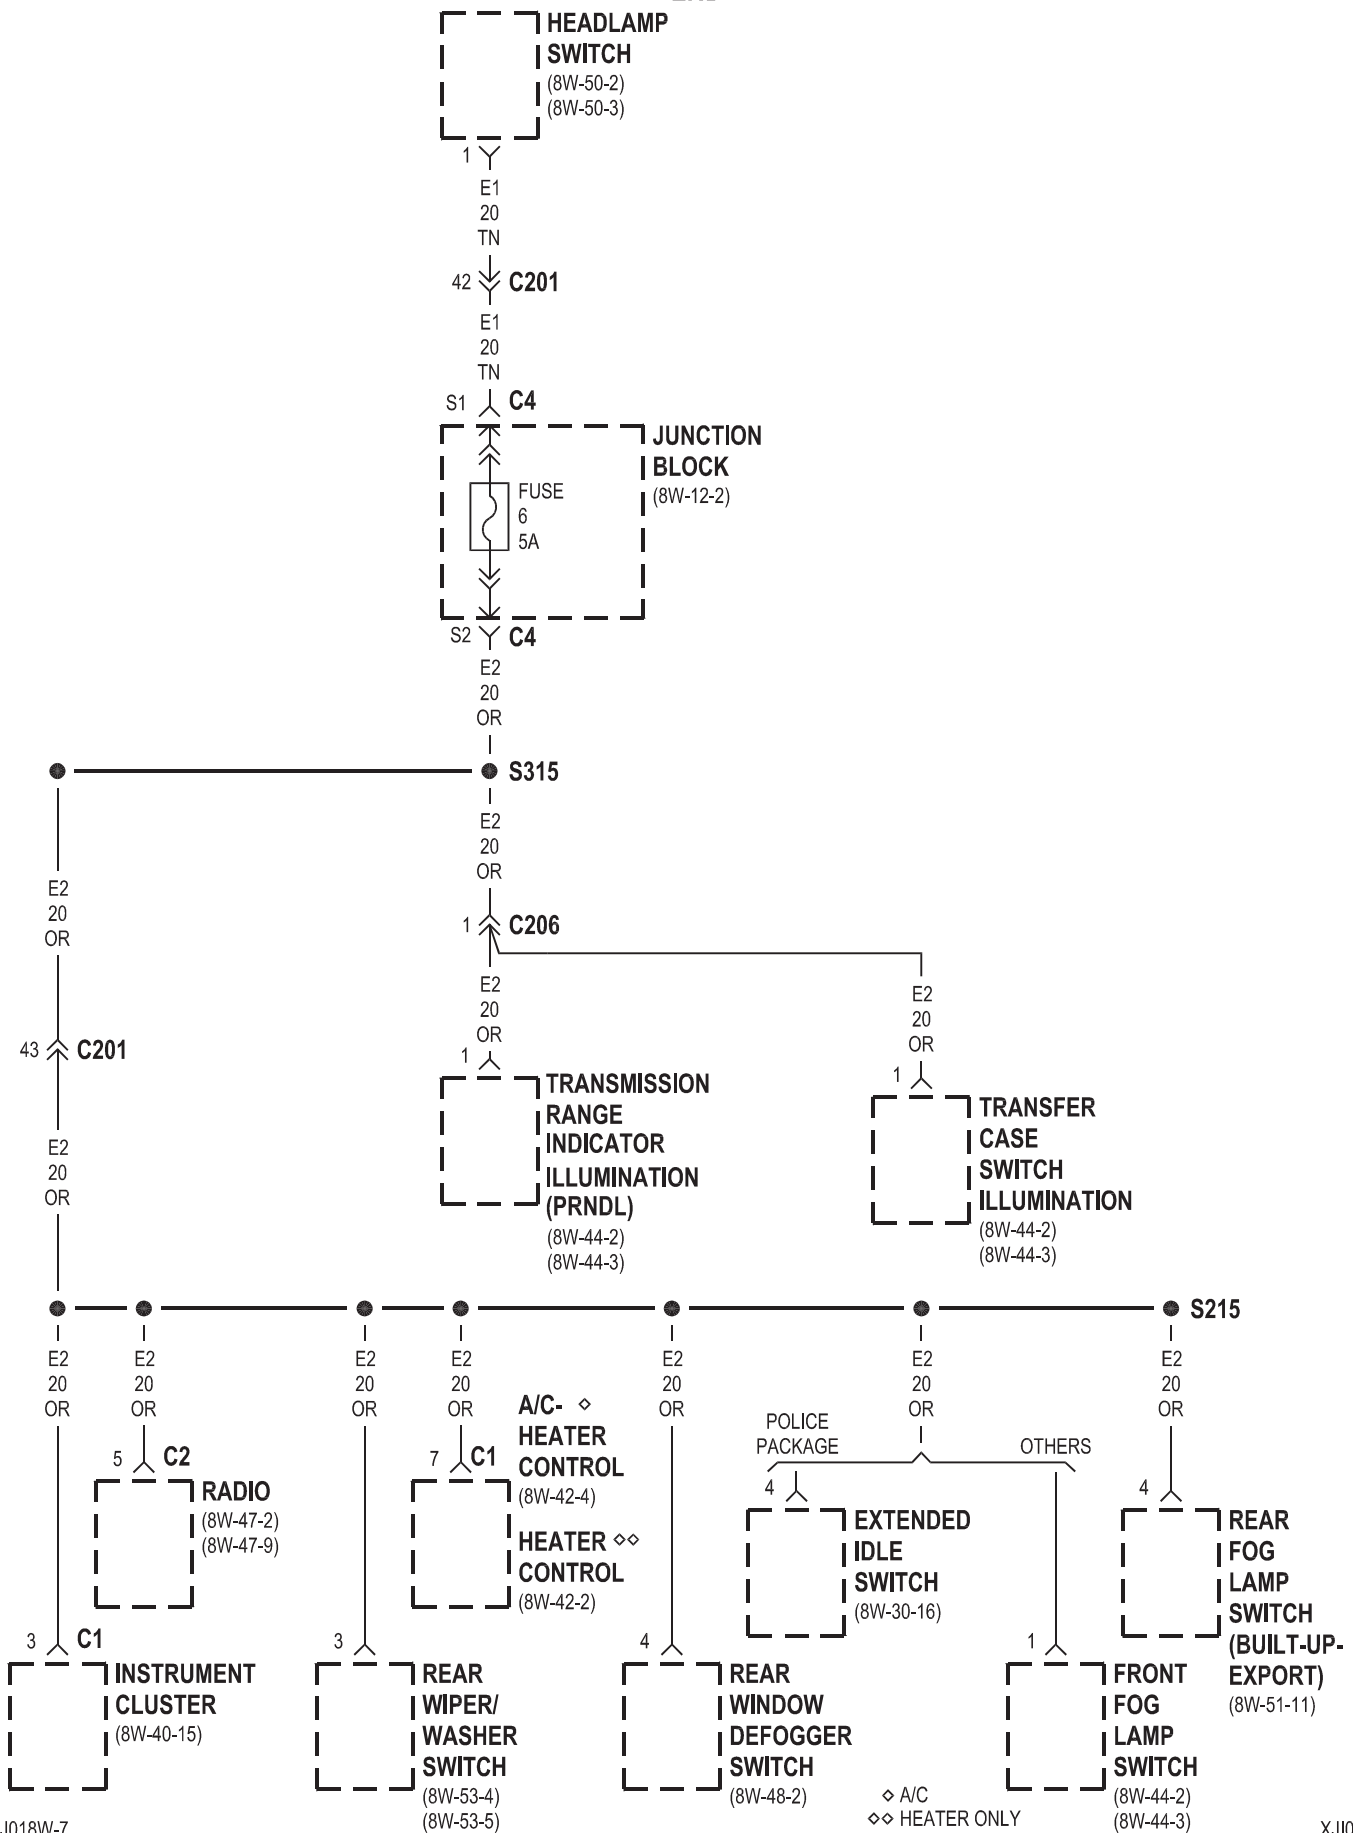 HEADLAMP
SWITCH
(8W-50-2)
(8W-50-3)
1
E1
20
TN
42 C201
E1
20
TN
S1 C4
JUNCTION
BLOCK
(8W-12-2)
FUSE
6
5A
S2 C4
E2
20
OR
S315
E2
20
OR
E2
20
OR
1 C206
E2
20
OR
E2
20
OR
43 C201
1
TRANSMISSION
RANGE
INDICATOR
ILLUMINATION
(PRNDL)
(8W-44-2)
(8W-44-3)
1
TRANSFER
CASE
SWITCH
ILLUMINATION
(8W-44-2)
(8W-44-3)
E2
20
OR
S215
E2
20
OR
E2
20
OR
E2
20
OR
E2
20
OR
E2
20
OR
E2
20
OR
E2
20
OR
5 C2
RADIO
(8W-47-2)
(8W-47-9)
7 C1
A/C- ◇
HEATER
CONTROL
(8W-42-4)
HEATER ◇◇
CONTROL
(8W-42-2)
POLICE
PACKAGE
OTHERS
4
EXTENDED
IDLE
SWITCH
(8W-30-16)
4
REAR
FOG
LAMP
SWITCH
(BUILT-UP-
EXPORT)
(8W-51-11)
3 C1
INSTRUMENT
CLUSTER
(8W-40-15)
3
REAR
WIPER/
WASHER
SWITCH
(8W-53-4)
(8W-53-5)
4
REAR
WINDOW
DEFOGGER
SWITCH
(8W-48-2)
1
FRONT
FOG
LAMP
SWITCH
(8W-44-2)
(8W-44-3)
◇ A/C
◇◇ HEATER ONLY
J018W-7